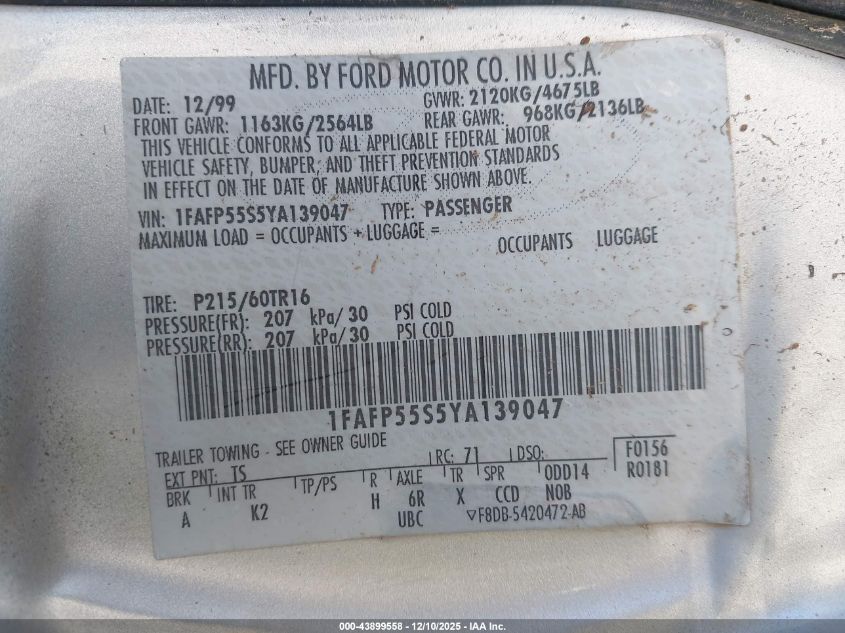 MFD. BY FORD MOTOR CO. IN U.S.A.
DATE: 12/99 GVWR: 2120KG/4675LB
FRONT GAWR: 1163KG/2564LB REAR GAWR: 968KG/2136LB
THIS VEHICLE CONFORMS TO ALL APPLICABLE FEDERAL MOTOR
VEHICLE SAFETY, BUMPER, AND THEFT PREVENTION STANDARDS
IN EFFECT ON THE DATE OF MANUFACTURE SHOWN ABOVE.
VIN: 1FAFP55S5YA139047 TYPE: PASSENGER
MAXIMUM LOAD = OCCUPANTS + LUGGAGE = OCCUPANTS LUGGAGE
TIRE: P215/60TR16
PRESSURE(FR): 207 kPa/ 30 PSI COLD
PRESSURE(RR): 207 kPa/ 30 PSI COLD
1FAFP55S5YA139047
TRAILER TOWING - SEE OWNER GUIDE
EXT PNT: TS RC: 71 DSO: F0156
BRK INT TR TP/PS R AXLE TR SPR ODD14 R0181
A K2 H 6R X CCD NOB
UBC ▽F8DB-5420472-AB
000-43899558 - 12/10/2025 - IAA Inc.